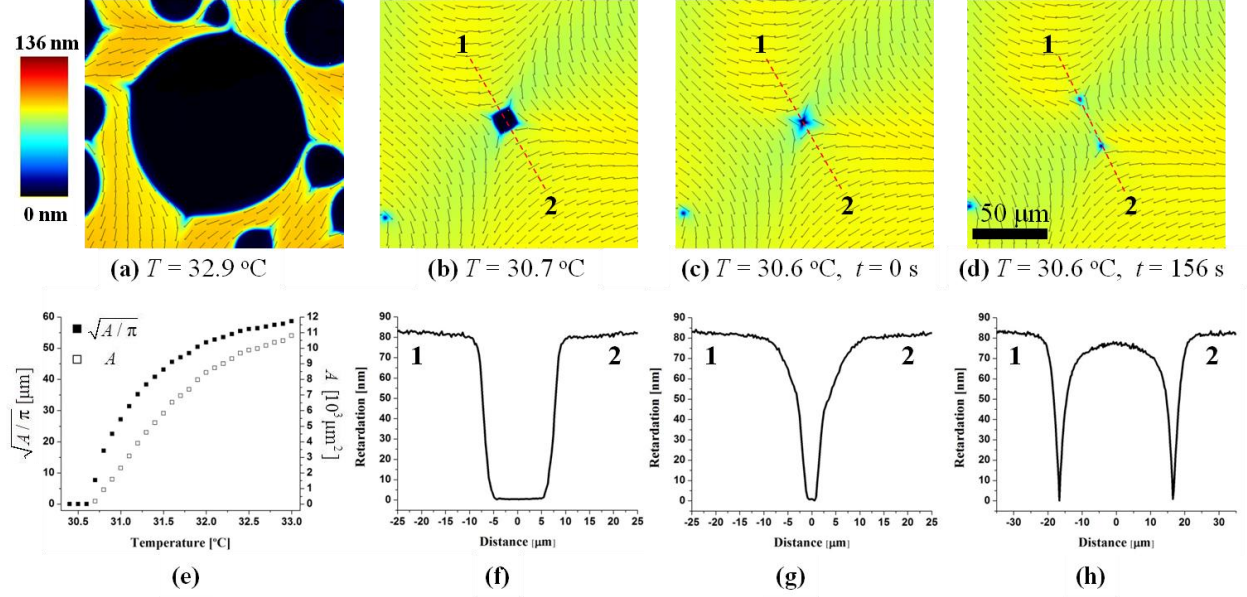 136 nm
0 nm
1
2
1
2
1
2
50 μm
(a) T = 32.9 ºC
(b) T = 30.7 ºC
(c) T = 30.6 ºC, t = 0 s
(d) T = 30.6 ºC, t = 156 s
60
50
40
30
20
10
0
√A/π
A
√A/π [μm]
12
11
10
9
8
7
6
5
4
3
2
1
0
A [10³ μm²]
30.5 31.0 31.5 32.0 32.5 33.0
Temperature [ºC]
(e)
90
80
70
60
50
40
30
20
10
0
Retardation [nm]
1
2
-25 -20 -15 -10 -5 0 5 10 15 20 25
Distance [μm]
(f)
90
80
70
60
50
40
30
20
10
0
Retardation [nm]
1
2
-25 -20 -15 -10 -5 0 5 10 15 20 25
Distance [μm]
(g)
90
80
70
60
50
40
30
20
10
0
Retardation [nm]
1
2
-30 -20 -10 0 10 20 30
Distance [μm]
(h)